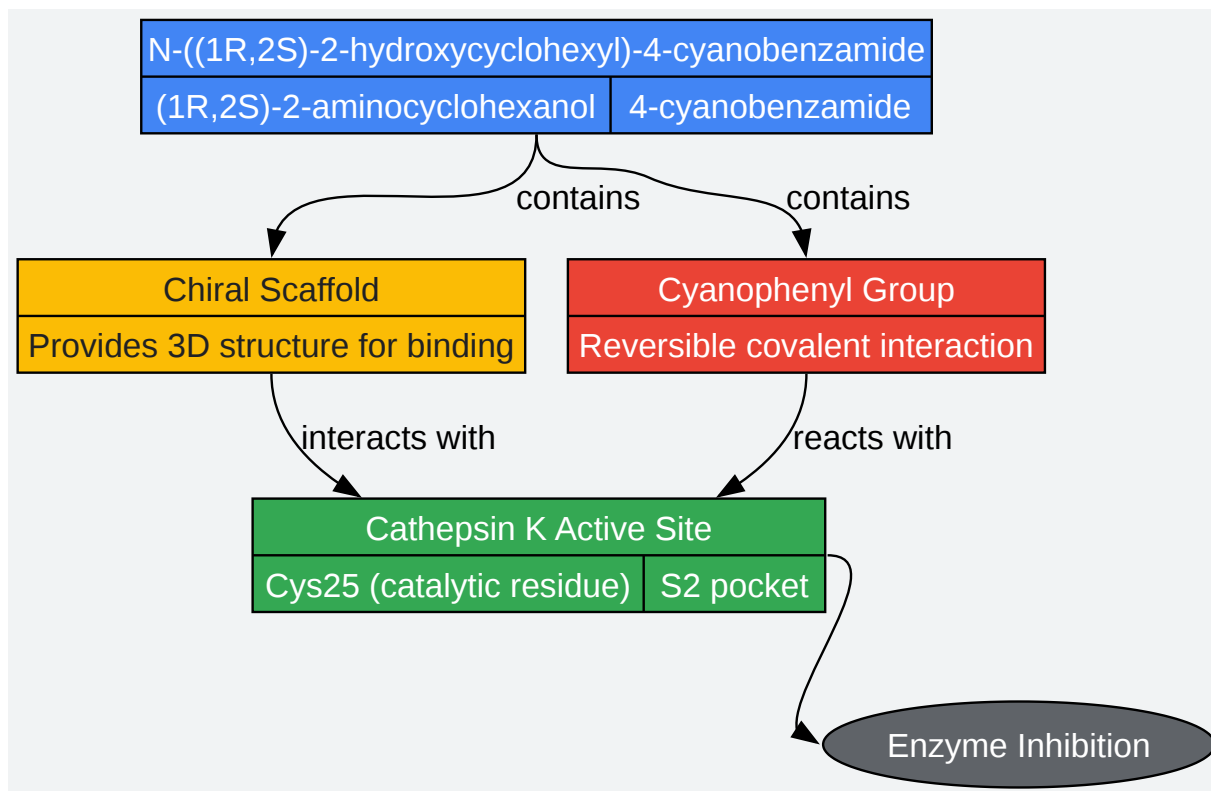 N-((1R,2S)-2-hydroxycyclohexyl)-4-cyanobenzamide
(1R,2S)-2-aminocyclohexanol
4-cyanobenzamide
contains
contains
Chiral Scaffold
Provides 3D structure for binding
Cyanophenyl Group
Reversible covalent interaction
interacts with
reacts with
Cathepsin K Active Site
Cys25 (catalytic residue)
S2 pocket
Enzyme Inhibition